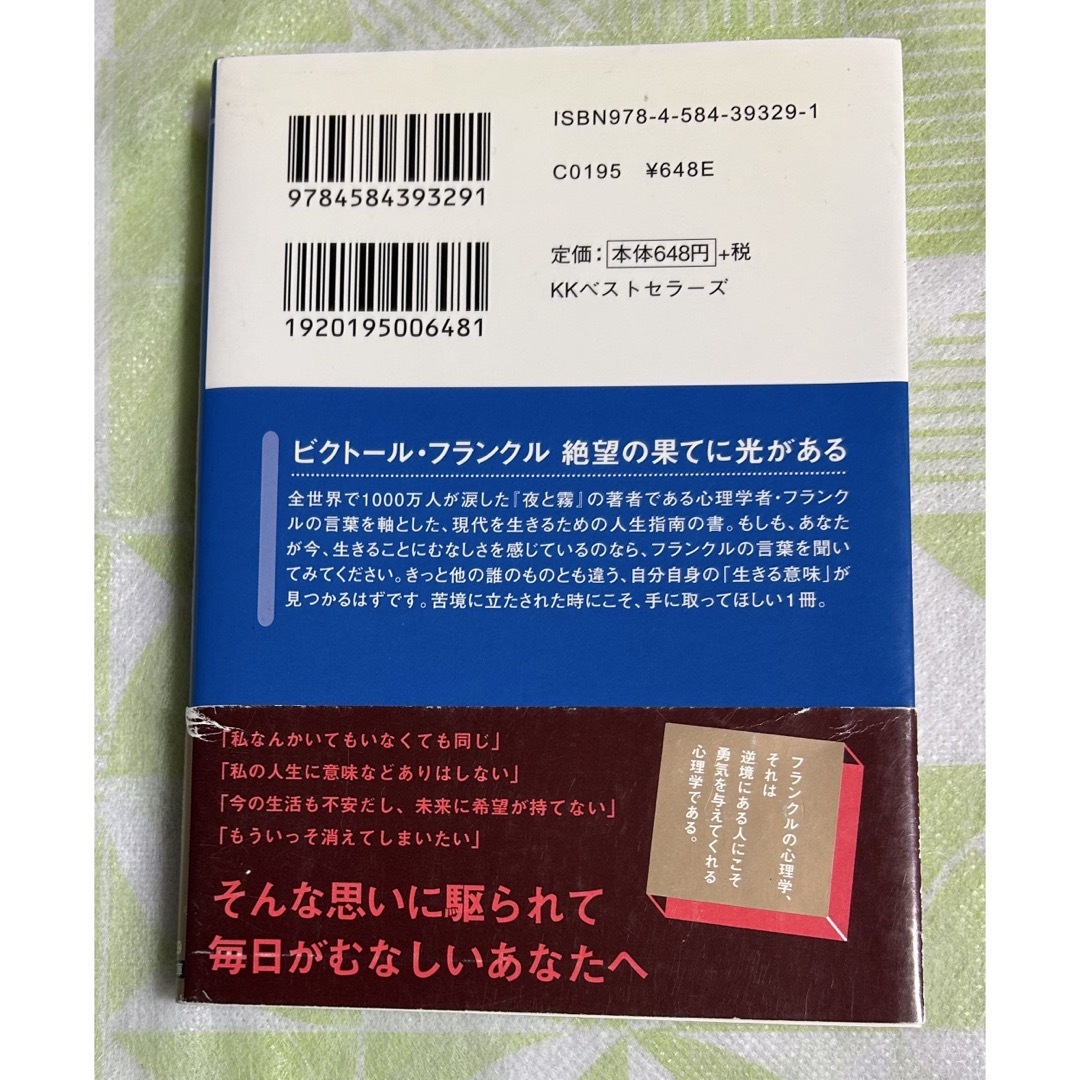 ISBN978-4-584-39329-1
C0195 ¥648E
9784584393291
定価：本体648円+税
KKベストセラーズ
1920195006481
ビクトール・フランクル 絶望の果てに光がある
全世界で1000万人が涙した『夜と霧』の著者である心理学者・フランク
ルの言葉を軸とした、現代を生きるための人生指南の書。もしも、あなた
が今、生きることにむなしさを感じているのなら、フランクルの言葉を聞い
てみてください。きっと他の誰のものとも違う、自分自身の「生きる意味」が
見つかるはずです。苦境に立たされた時にこそ、手に取ってほしい1冊。
「私なんかいてもいなくても同じ」
「私の人生に意味などありはしない」
「今の生活も不安だし、未来に希望が持てない」
「もういっそ消えてしまいたい」
そんな思いに駆られて
毎日がむなしいあなたへ
フランクルの心理学、
それは
逆境にある人にこそ
勇気を与えてくれる
心理学である。